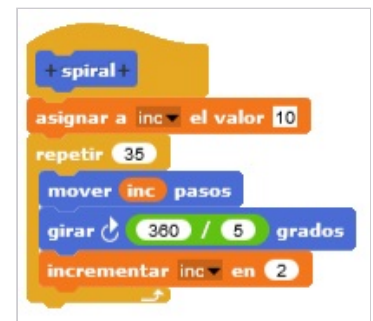 + spiral +
asignar a inc el valor 10
repetir 35
mover inc pasos
girar 360 / 5 grados
incrementar inc en 2